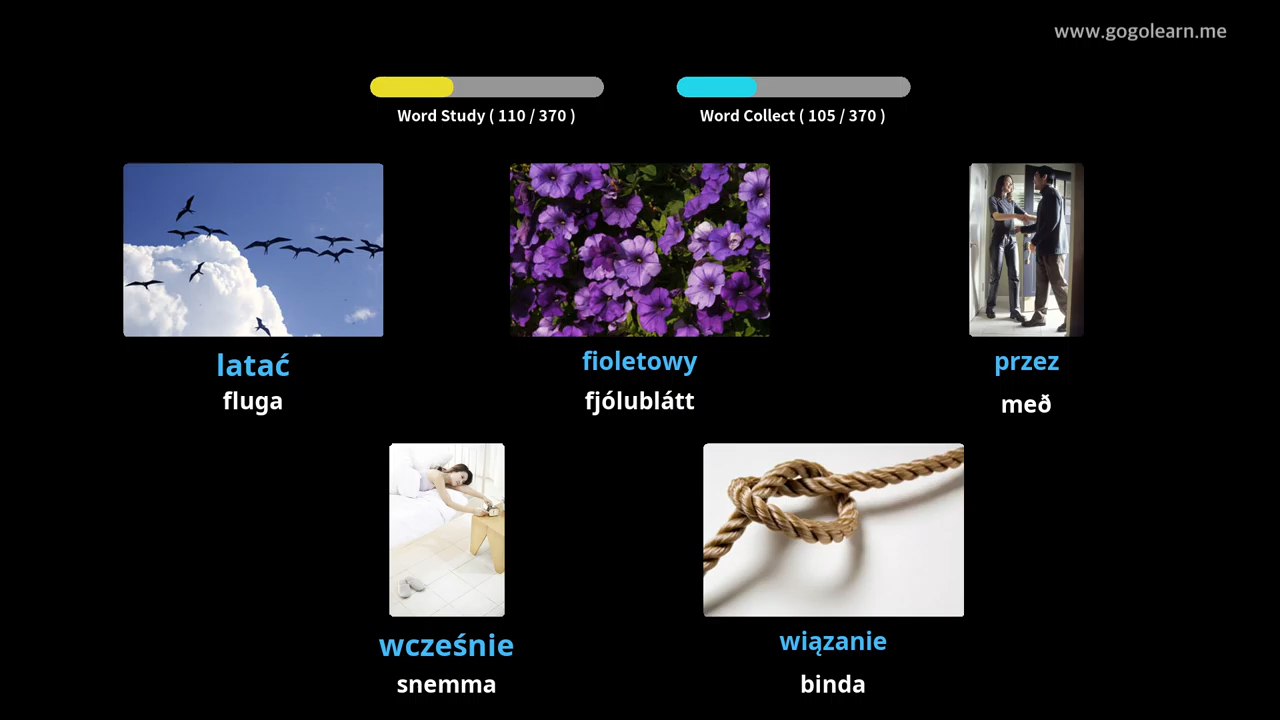 www.gogolearn.me
Word Study ( 110 / 370 )
Word Collect ( 105 / 370 )
latać
fluga
fioletowy
fjólublátt
przez
með
wcześnie
snemma
wiązanie
binda